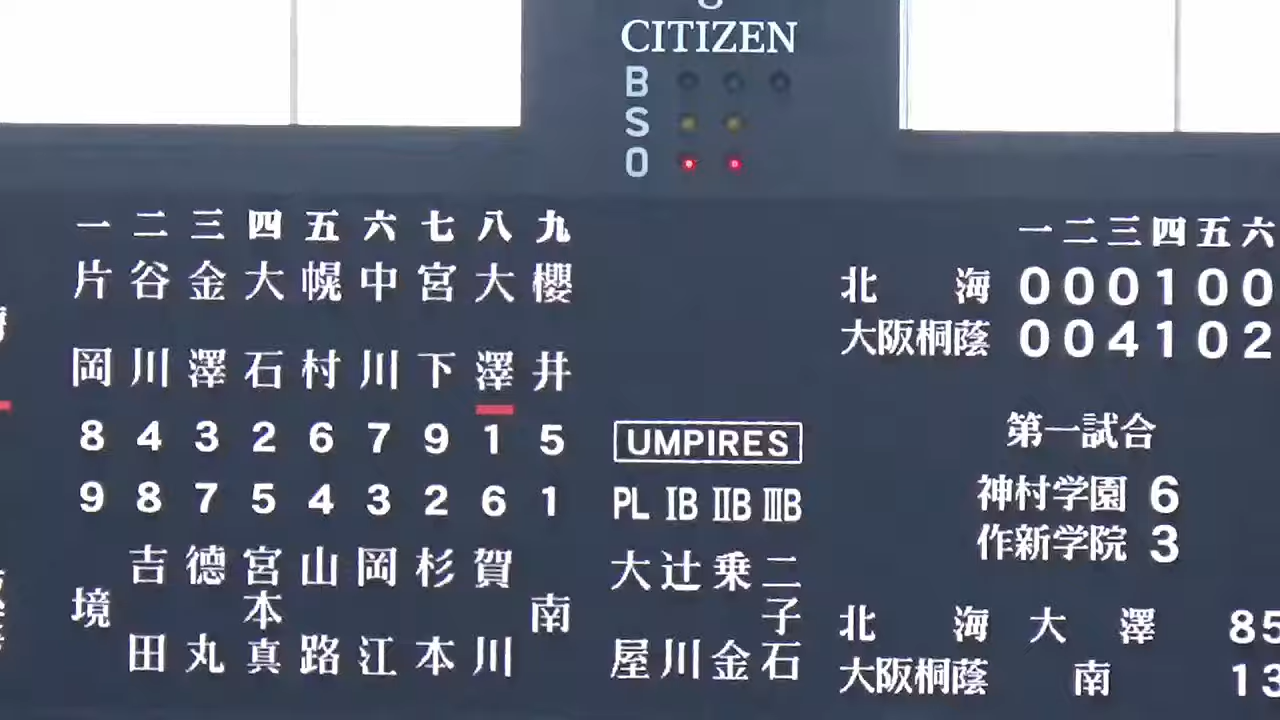 CITIZEN
B
S
O
一 二 三 四 五 六 七 八 九
片岡 谷川 金澤 大石 幌村 中川 宮下 大澤 櫻井
8 4 3 2 6 7 9 1 5
9 8 7 5 4 3 2 6 1
境 吉田 徳丸 宮本真 山路 岡江 杉本 賀川 南
UMPIRES
PL ⅠB ⅡB ⅢB
大屋 辻川 乗金 二子石
一 二 三 四 五 六
北海 0 0 0 1 0 0
大阪桐蔭 0 0 4 1 0 2
第一試合
神村学園 6
作新学院 3
北海 大澤 85
大阪桐蔭 南 13